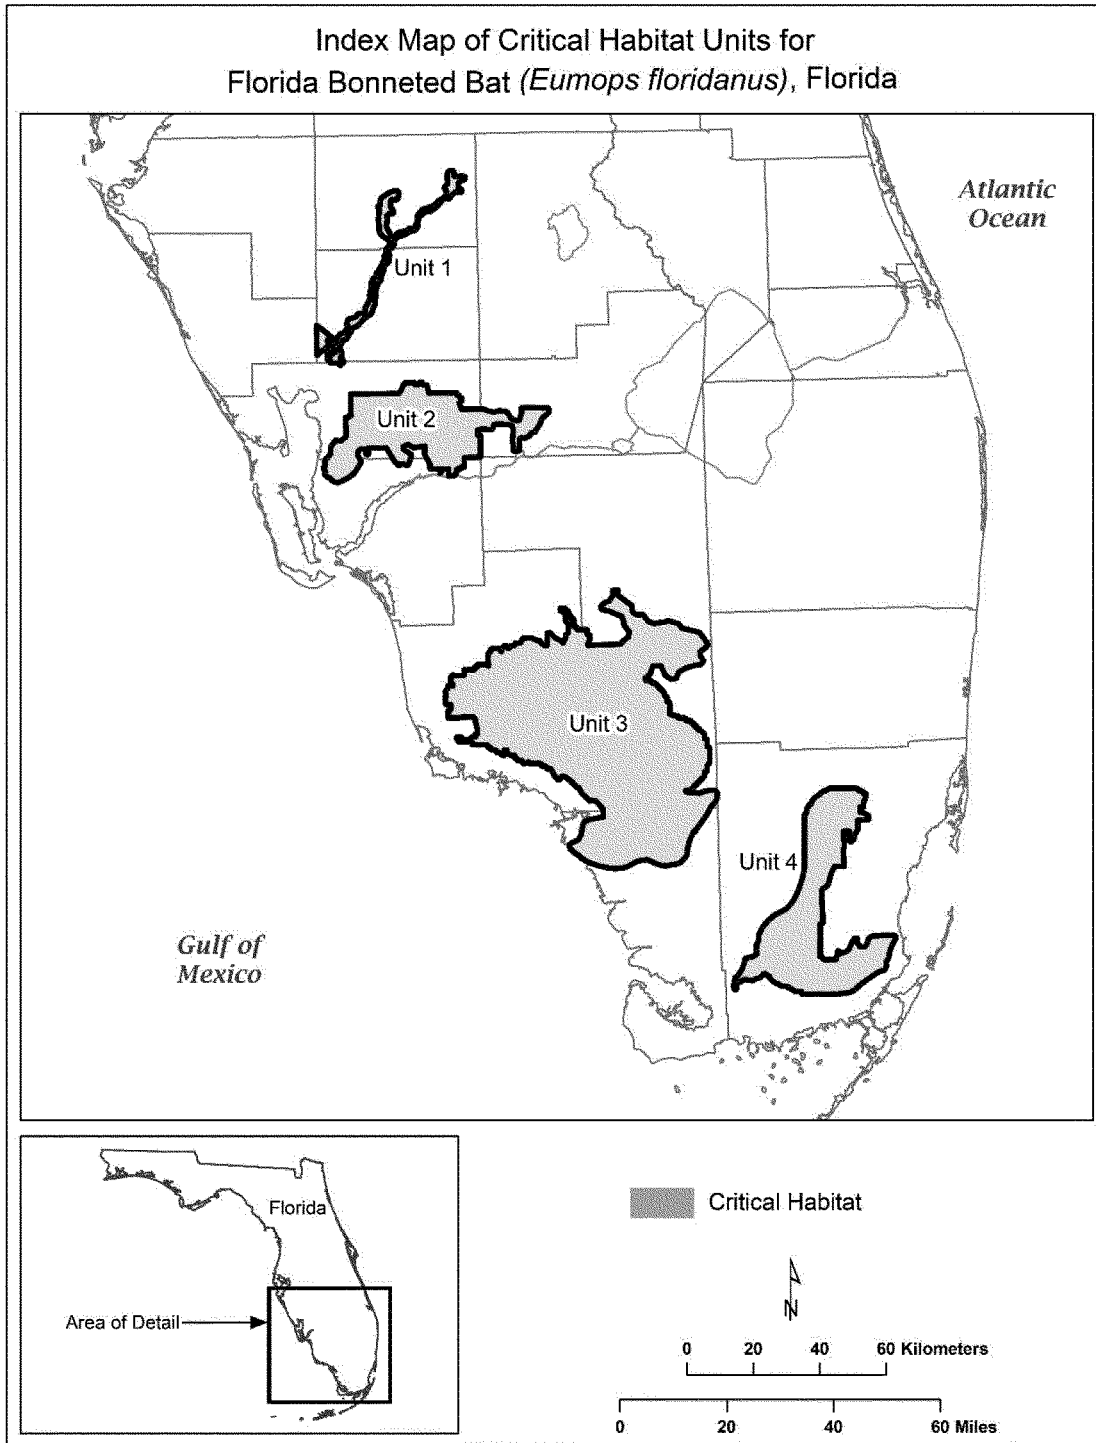 Index Map of Critical Habitat Units for
Florida Bonneted Bat (Eumops floridanus), Florida
Atlantic
Ocean
Unit 1
Unit 2
Unit 3
Unit 4
Gulf of
Mexico
Florida
Area of Detail
Critical Habitat
N
0 20 40 60 Kilometers
0 20 40 60 Miles